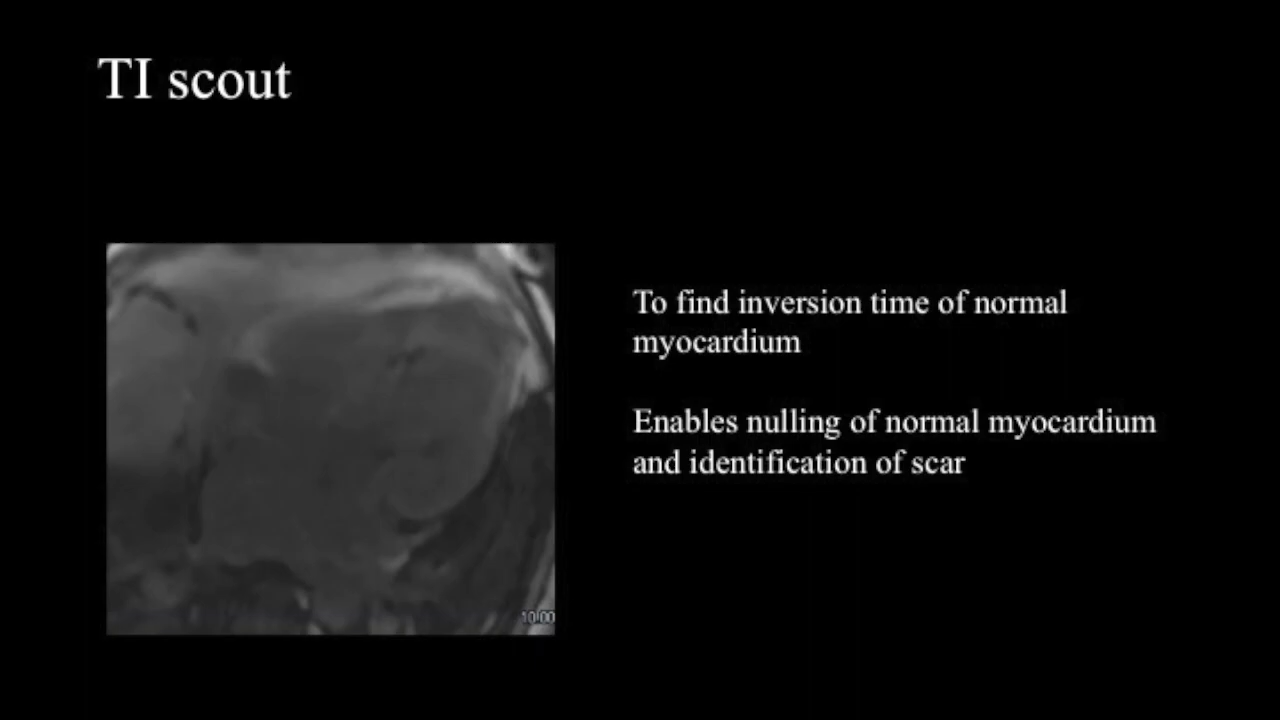 TI scout
To find inversion time of normal
myocardium
Enables nulling of normal myocardium
and identification of scar
10.00